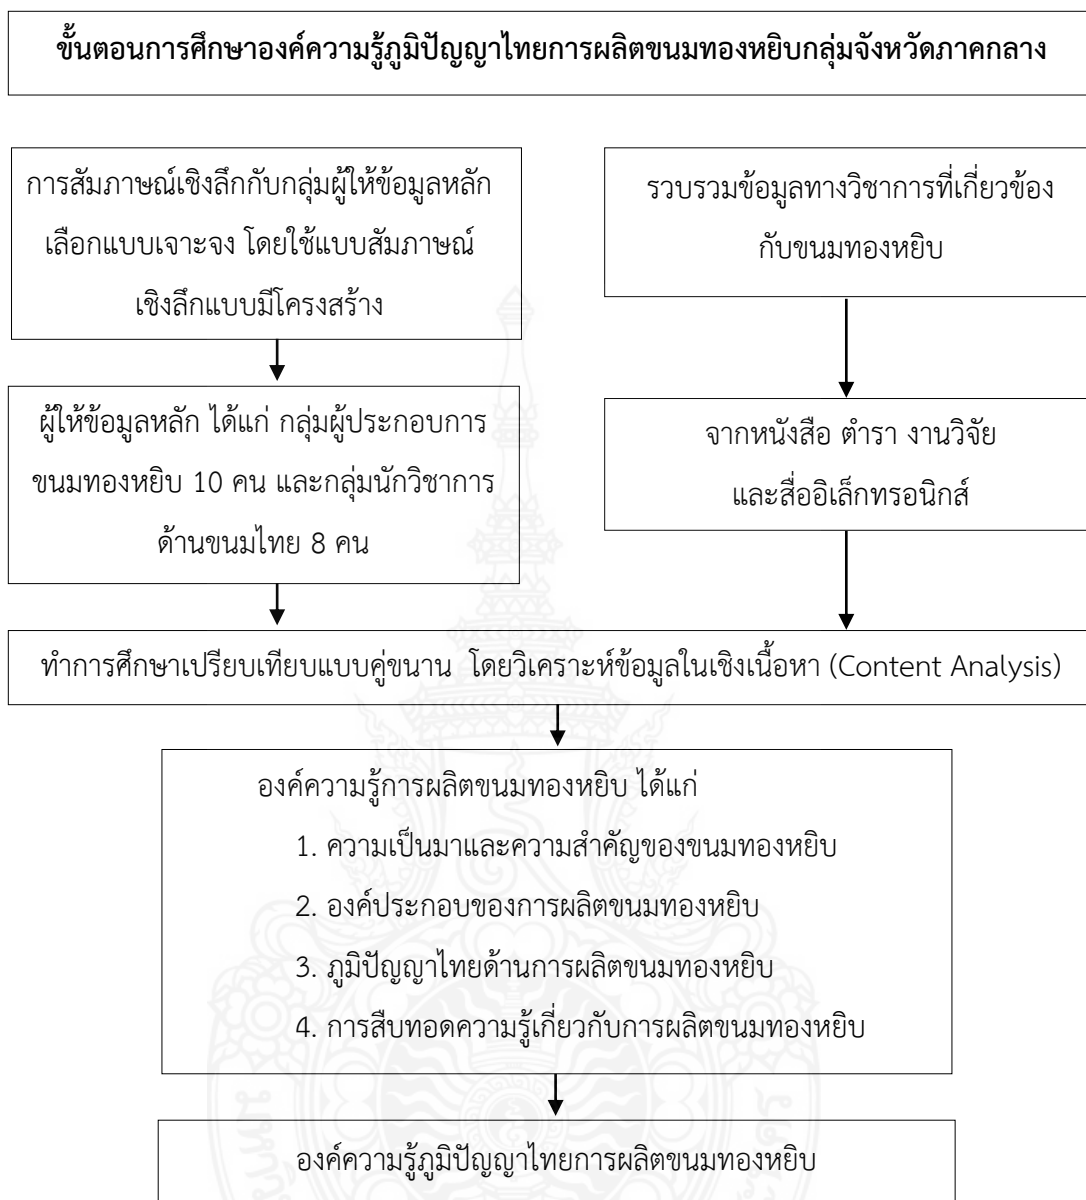 ขั้นตอนการศึกษาองค์ความรู้ภูมิปัญญาไทยการผลิตขนมทองหยิบกลุ่มจังหวัดภาคกลาง
การสัมภาษณ์เชิงลึกกับกลุ่มผู้ให้ข้อมูลหลัก
เลือกแบบเจาะจง โดยใช้แบบสัมภาษณ์
เชิงลึกแบบมีโครงสร้าง
รวบรวมข้อมูลทางวิชาการที่เกี่ยวข้อง
กับขนมทองหยิบ
ผู้ให้ข้อมูลหลัก ได้แก่ กลุ่มผู้ประกอบการ
ขนมทองหยิบ 10 คน และกลุ่มนักวิชาการ
ด้านขนมไทย 8 คน
จากหนังสือ ตำรา งานวิจัย
และสื่ออิเล็กทรอนิกส์
ทำการศึกษาเปรียบเทียบแบบคู่ขนาน โดยวิเคราะห์ข้อมูลในเชิงเนื้อหา (Content Analysis)
องค์ความรู้การผลิตขนมทองหยิบ ได้แก่
1. ความเป็นมาและความสำคัญของขนมทองหยิบ
2. องค์ประกอบของการผลิตขนมทองหยิบ
3. ภูมิปัญญาไทยด้านการผลิตขนมทองหยิบ
4. การสืบทอดความรู้เกี่ยวกับการผลิตขนมทองหยิบ
องค์ความรู้ภูมิปัญญาไทยการผลิตขนมทองหยิบ